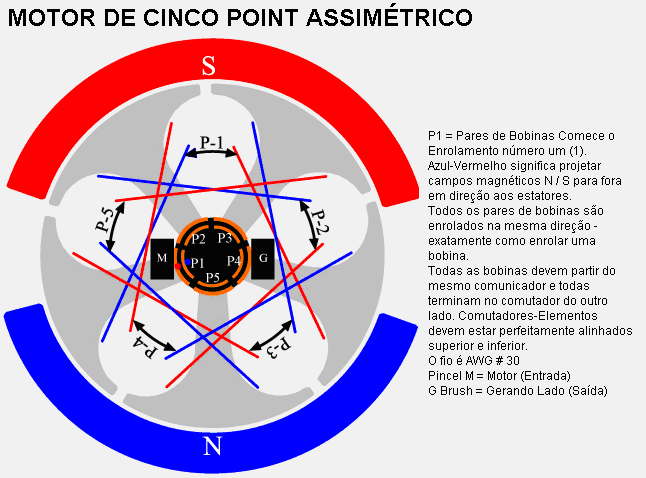 MOTOR DE CINCO POINT ASSIMÉTRICO
S
P-1
P-5
P-2
P2
P3
M
P1
P4
G
P5
P-4
P-3
N
P1 = Pares de Bobinas Comece o
Enrolamento número um (1).
Azul-Vermelho significa projetar
campos magnéticos N / S para fora
em direção aos estatores.
Todos os pares de bobinas são
enrolados na mesma direção -
exatamente como enrolar uma
bobina.
Todas as bobinas devem partir do
mesmo comunicador e todas
terminam no comutador do outro
lado. Comutadores-Elementos
devem estar perfeitamente alinhados
superior e inferior.
O fio é AWG # 30
Pincel M = Motor (Entrada)
G Brush = Gerando Lado (Saída)